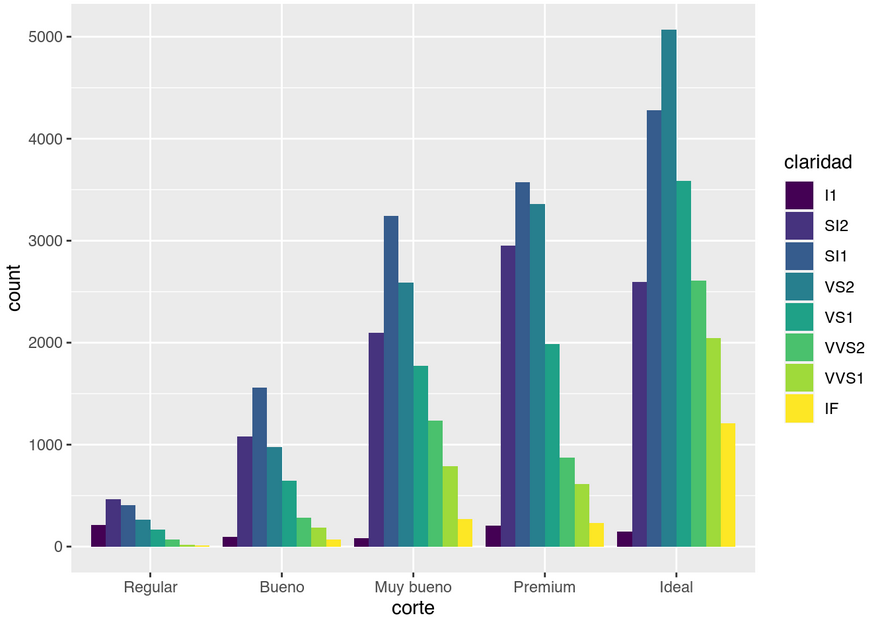 count
5000
4000
3000
2000
1000
0
Regular
Bueno
Muy bueno
Premium
Ideal
corte
claridad
I1
SI2
SI1
VS2
VS1
VVS2
VVS1
IF